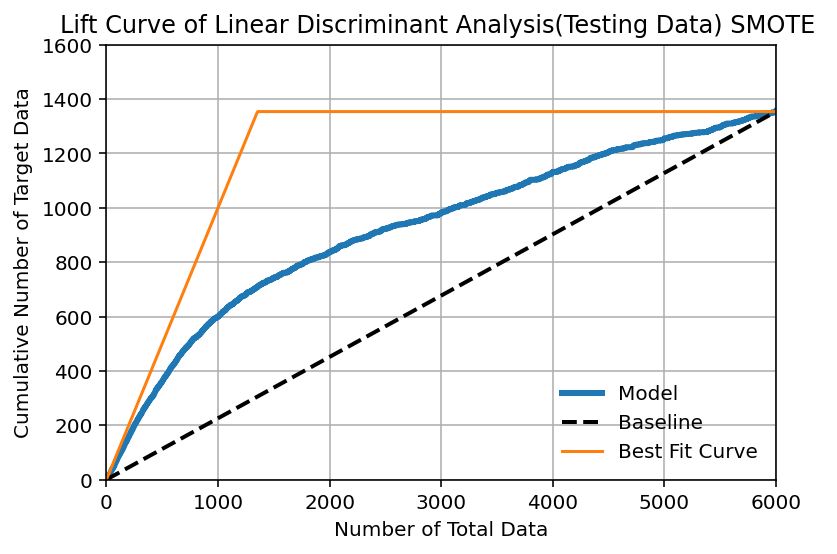 Lift Curve of Linear Discriminant Analysis(Testing Data) SMOTE
1600
1400
1200
1000
800
600
400
200
0
Cumulative Number of Target Data
Model
Baseline
Best Fit Curve
0 1000 2000 3000 4000 5000 6000
Number of Total Data